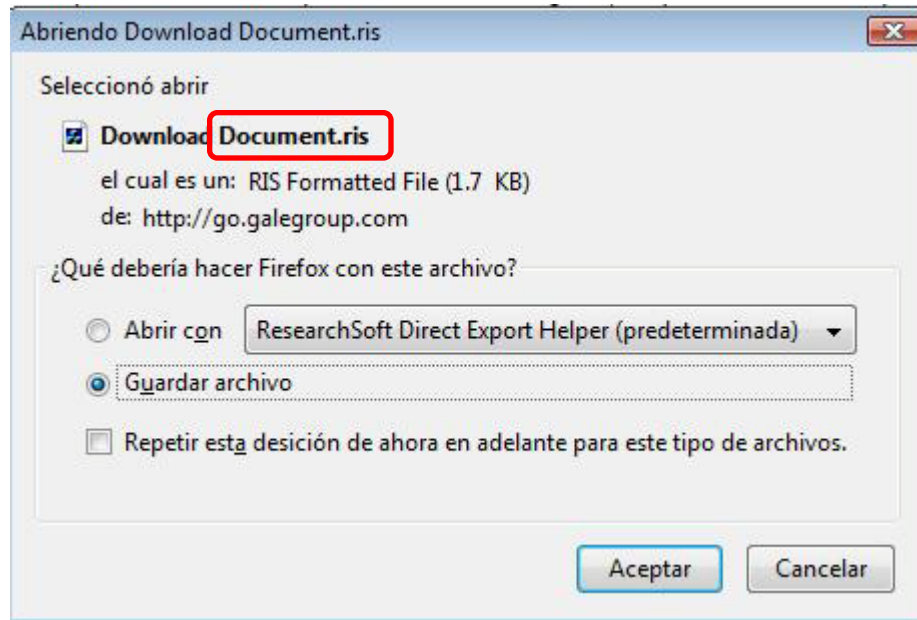 Abriendo Download Document.ris
Seleccionó abrir
Download Document.ris
el cual es un: RIS Formatted File (1.7 KB)
de: http://go.galegroup.com
¿Qué debería hacer Firefox con este archivo?
Abrir con ResearchSoft Direct Export Helper (predeterminada)
Guardar archivo
Repetir esta desición de ahora en adelante para este tipo de archivos.
Aceptar Cancelar